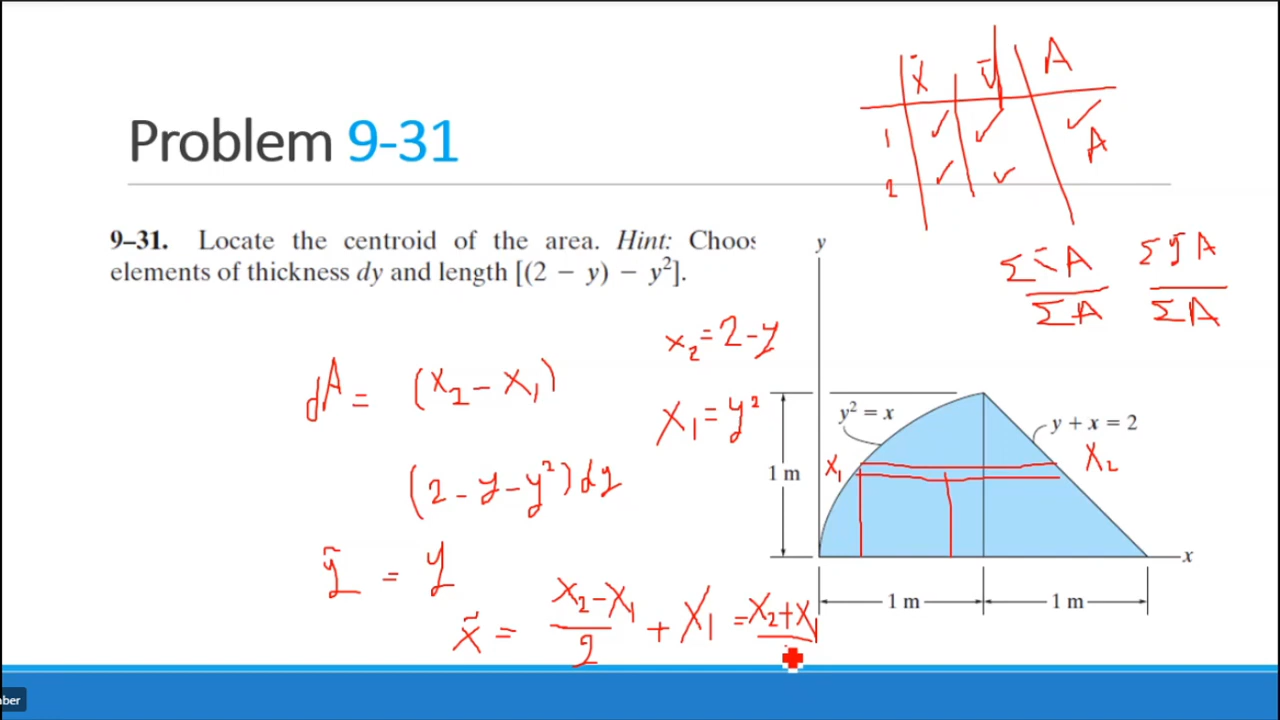 Problem 9-31
9–31. Locate the centroid of the area. Hint: Choos
elements of thickness dy and length [(2 − y) − y²].
x̃ ỹ A
1 ✓ ✓ ✓
A
2 ✓ ✓
Σx̃A ΣỹA
ΣA ΣA
x₂ = 2 - y
x₁ = y²
dA = (x₂ - x₁)
(2 - y - y²) dy
ỹ = y
x̃ = x₂ - x₁ / 2 + x₁ = x₂ + x₁
y
y² = x
y + x = 2
x₁
x₂
1 m
x
1 m 1 m
ber